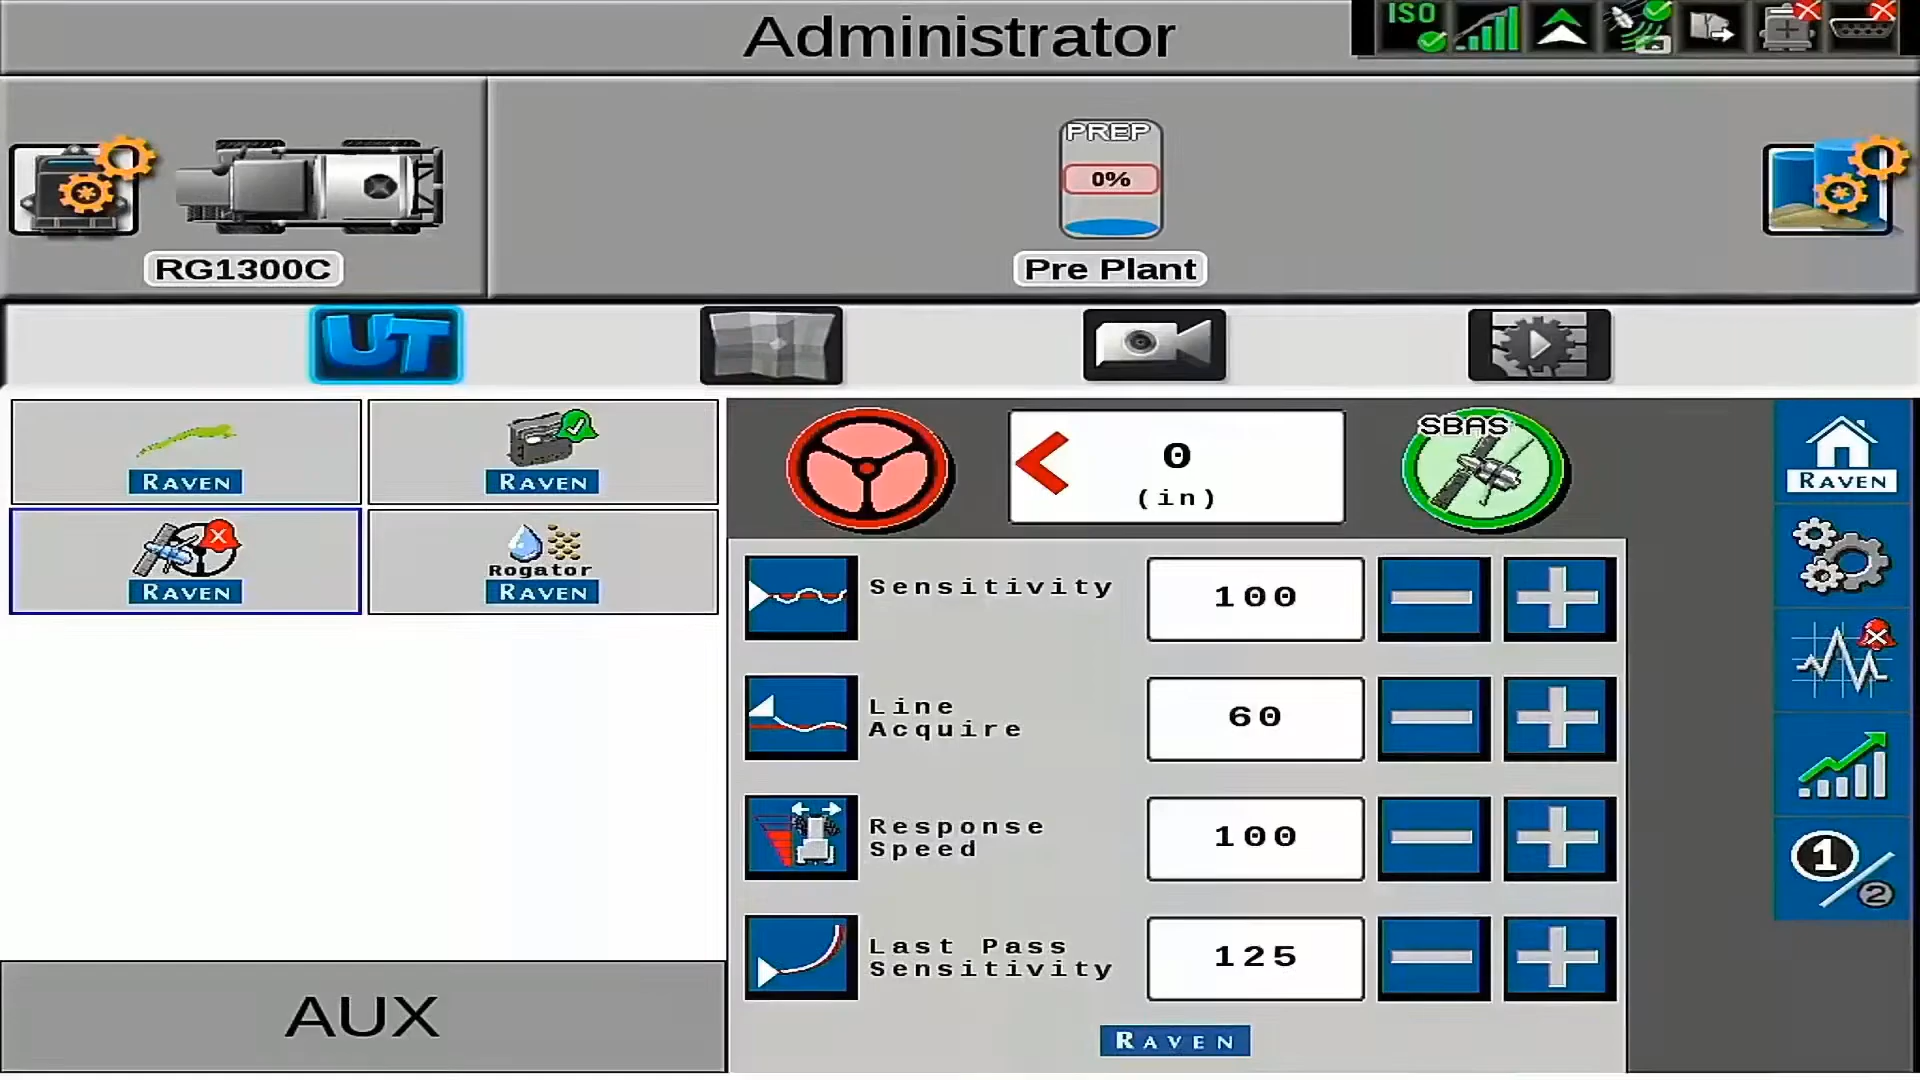 Administrator
ISO
PREP
0%
RG1300C
Pre Plant
UT
RAVEN
RAVEN
RAVEN
Rogator
RAVEN
AUX
0
(in)
SBAS
Sensitivity
100
Line
Acquire
60
Response
Speed
100
Last Pass
Sensitivity
125
RAVEN
RAVEN
1/2